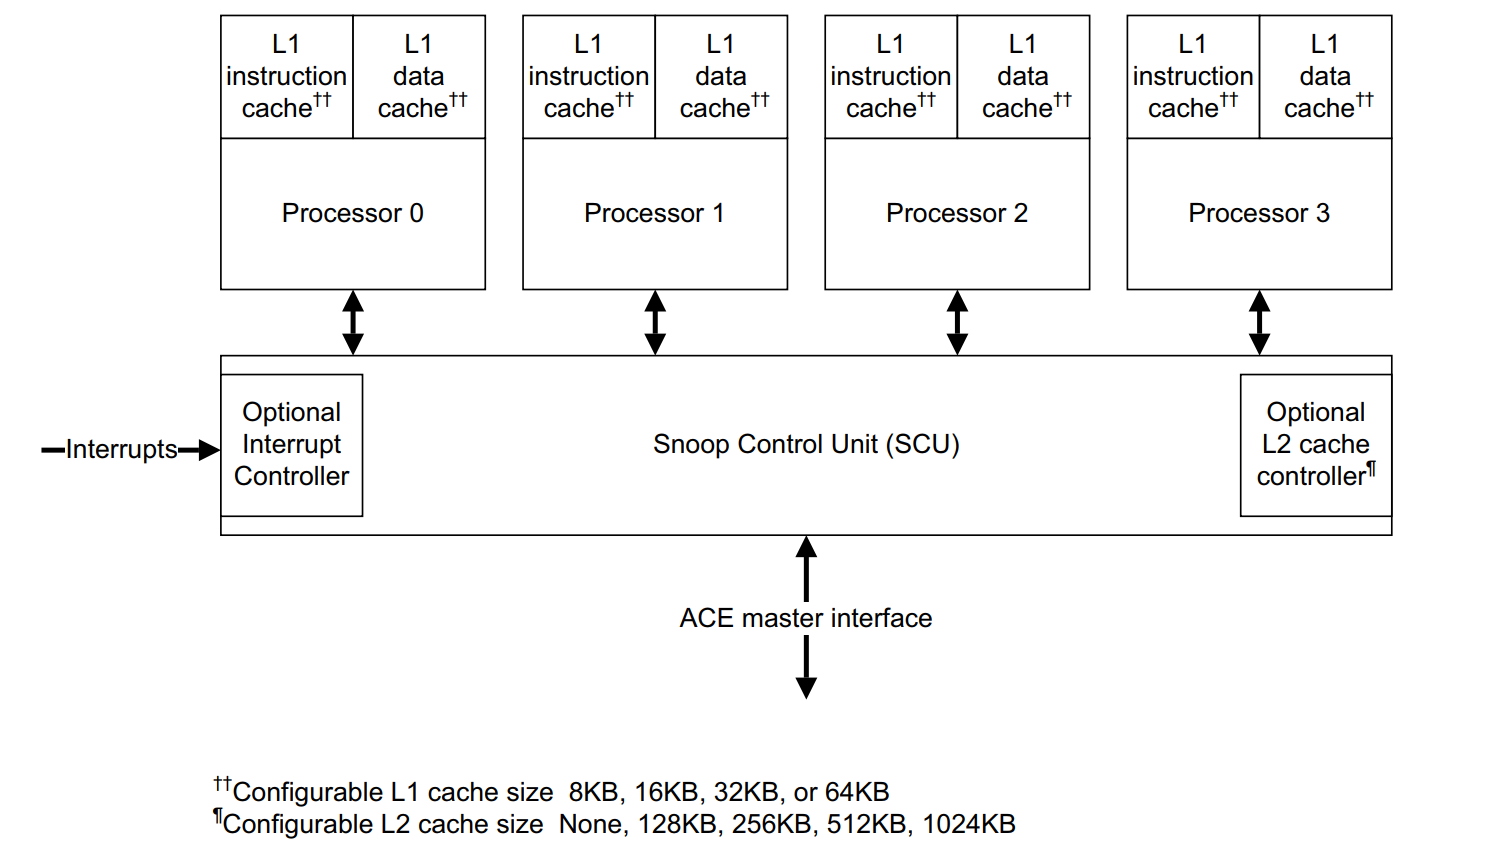 L1 instruction cache††
L1 data cache††
L1 instruction cache††
L1 data cache††
L1 instruction cache††
L1 data cache††
L1 instruction cache††
L1 data cache††
Processor 0
Processor 1
Processor 2
Processor 3
Interrupts
Optional
Interrupt
Controller
Snoop Control Unit (SCU)
Optional
L2 cache
controller¶
ACE master interface
††Configurable L1 cache size  8KB, 16KB, 32KB, or 64KB
¶Configurable L2 cache size  None, 128KB, 256KB, 512KB, 1024KB